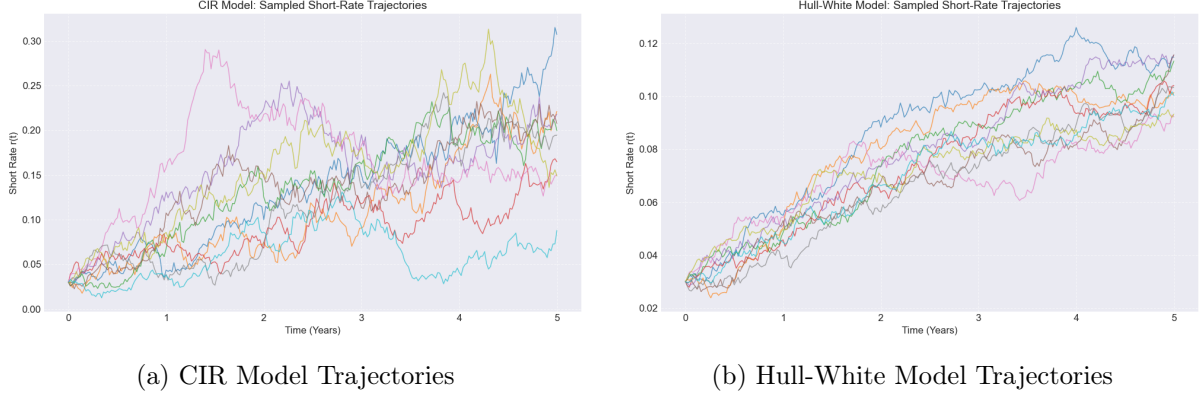 CIR Model: Sampled Short-Rate Trajectories
Short Rate r(t)
0.30
0.25
0.20
0.15
0.10
0.05
0.00
0 1 2 3 4 5
Time (Years)
(a) CIR Model Trajectories
Hull-White Model: Sampled Short-Rate Trajectories
Short Rate r(t)
0.12
0.10
0.08
0.06
0.04
0.02
0 1 2 3 4 5
Time (Years)
(b) Hull-White Model Trajectories